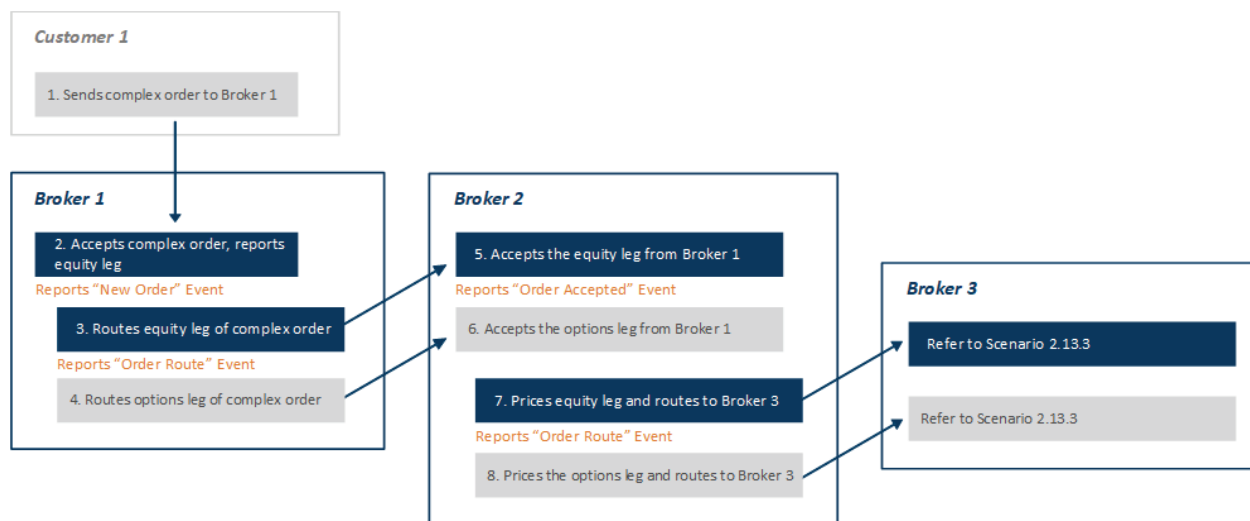 Customer 1
1. Sends complex order to Broker 1
Broker 1
2. Accepts complex order, reports
equity leg
Reports “New Order” Event
3. Routes equity leg of complex order
Reports “Order Route” Event
4. Routes options leg of complex order
Broker 2
5. Accepts the equity leg from Broker 1
Reports “Order Accepted” Event
6. Accepts the options leg from Broker 1
7. Prices equity leg and routes to Broker 3
Reports “Order Route” Event
8. Prices the options leg and routes to Broker 3
Broker 3
Refer to Scenario 2.13.3
Refer to Scenario 2.13.3